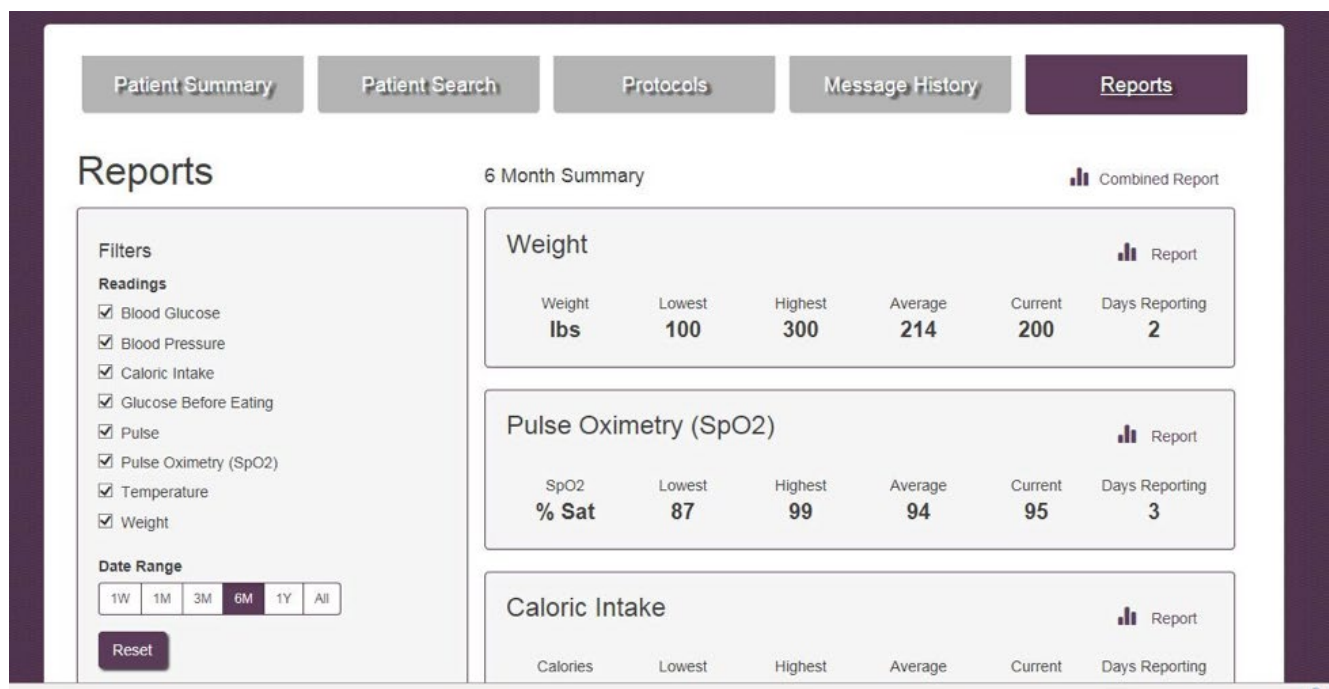 Patient Summary
Patient Search
Protocols
Message History
Reports
Reports
6 Month Summary
Combined Report
Filters
Readings
Blood Glucose
Blood Pressure
Caloric Intake
Glucose Before Eating
Pulse
Pulse Oximetry (SpO2)
Temperature
Weight
Date Range
1W 1M 3M 6M 1Y All
Reset
Weight
Report
Weight Lowest Highest Average Current Days Reporting
lbs 100 300 214 200 2
Pulse Oximetry (SpO2)
Report
SpO2 Lowest Highest Average Current Days Reporting
% Sat 87 99 94 95 3
Caloric Intake
Report
Calories Lowest Highest Average Current Days Reporting